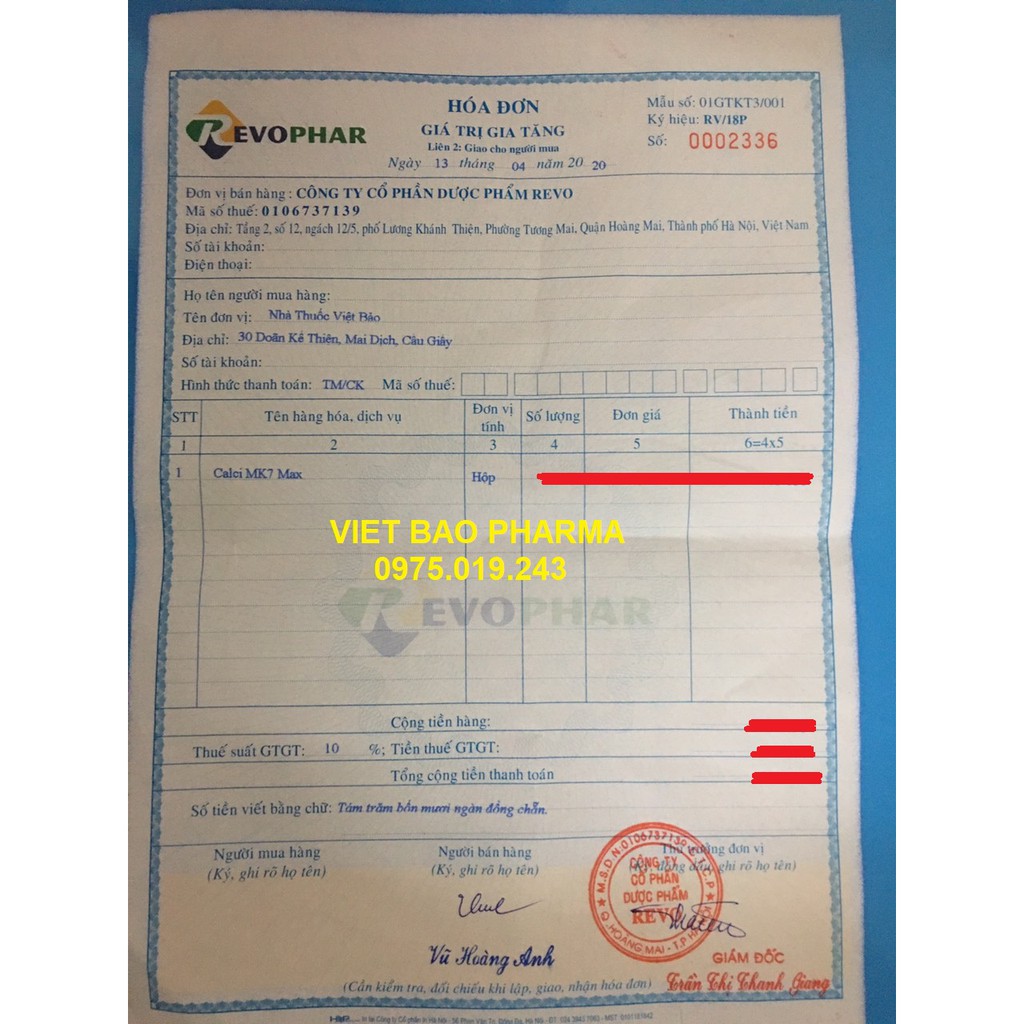 REVOPHAR
HÓA ĐƠN
GIÁ TRỊ GIA TĂNG
Liên 2: Giao cho người mua
Ngày 13 tháng 04 năm 20 20
Mẫu số: 01GTKT3/001
Ký hiệu: RV/18P
Số: 0002336
Đơn vị bán hàng : CÔNG TY CỔ PHẦN DƯỢC PHẨM REVO
Mã số thuế: 0106737139
Địa chỉ: Tầng 2, số 12, ngách 12/5, phố Lương Khánh Thiện, Phường Tương Mai, Quận Hoàng Mai, Thành phố Hà Nội, Việt Nam
Số tài khoản:
Điện thoại:
Họ tên người mua hàng:
Tên đơn vị: Nhà Thuốc Việt Bảo
Địa chỉ: 30 Doãn Kế Thiện, Mai Dịch, Cầu Giấy
Số tài khoản:
Hình thức thanh toán: TM/CK Mã số thuế:
STT Tên hàng hóa, dịch vụ Đơn vị tính Số lượng Đơn giá Thành tiền
1 2 3 4 5 6=4x5
1 Calci MK7 Max Hộp
VIET BAO PHARMA
0975.019.243
REVOPHAR
Cộng tiền hàng:
Thuế suất GTGT: 10 %; Tiền thuế GTGT:
Tổng cộng tiền thanh toán
Số tiền viết bằng chữ: Tám trăm bốn mươi ngàn đồng chẵn.
Người mua hàng Người bán hàng Thủ trưởng đơn vị
(Ký, ghi rõ họ tên) (Ký, ghi rõ họ tên) (Ký, đóng dấu, ghi rõ họ tên)
CÔNG TY
CỔ PHẦN
DƯỢC PHẨM
REVO
Vũ Hoàng Anh
GIÁM ĐỐC
Trần Thị Thanh Giang
(Cần kiểm tra, đối chiếu khi lập, giao, nhận hóa đơn)